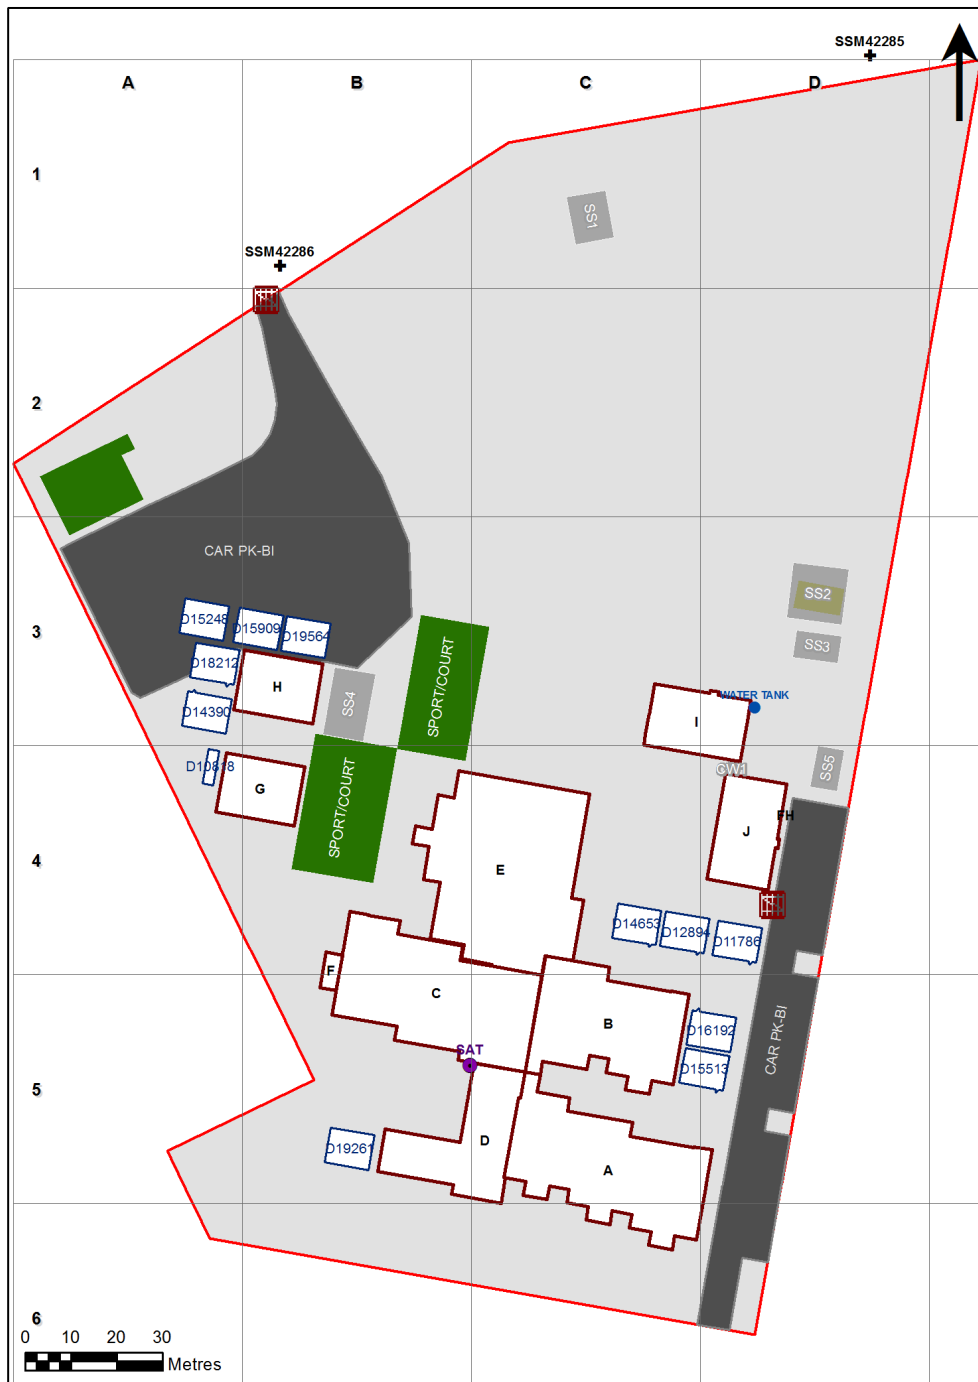 SSM42285
A
B
C
D
1
SS1
SSM42286
2
CAR PK-BI
SS2
D15248
D15909
D19564
3
SS3
D18212
SPORT/COURT
H
SS4
WATER TANK
D14390
I
CW1
SS5
D10818
G
SPORT/COURT
FH
J
4
E
D14653
D12894
D11786
F
C
B
D16192
CAR PK-BI
SAT
D15513
5
D19261
D
A
6
0 10 20 30
Metres